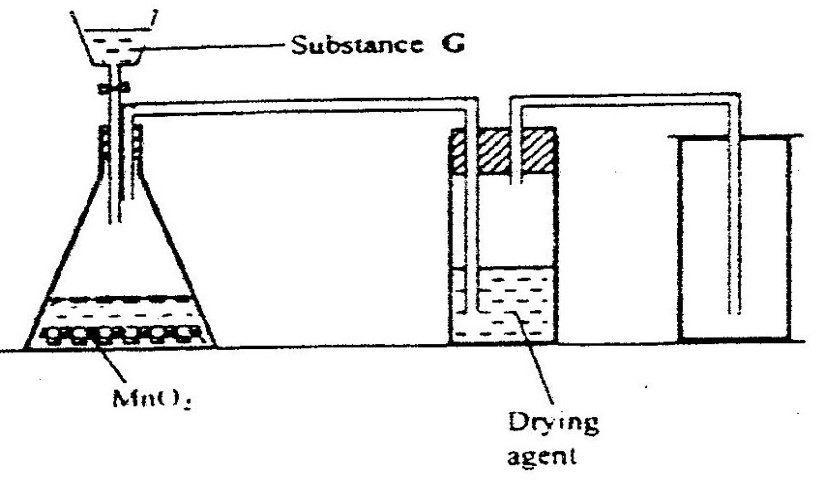 Substance G
MnO₂
Drying
agent